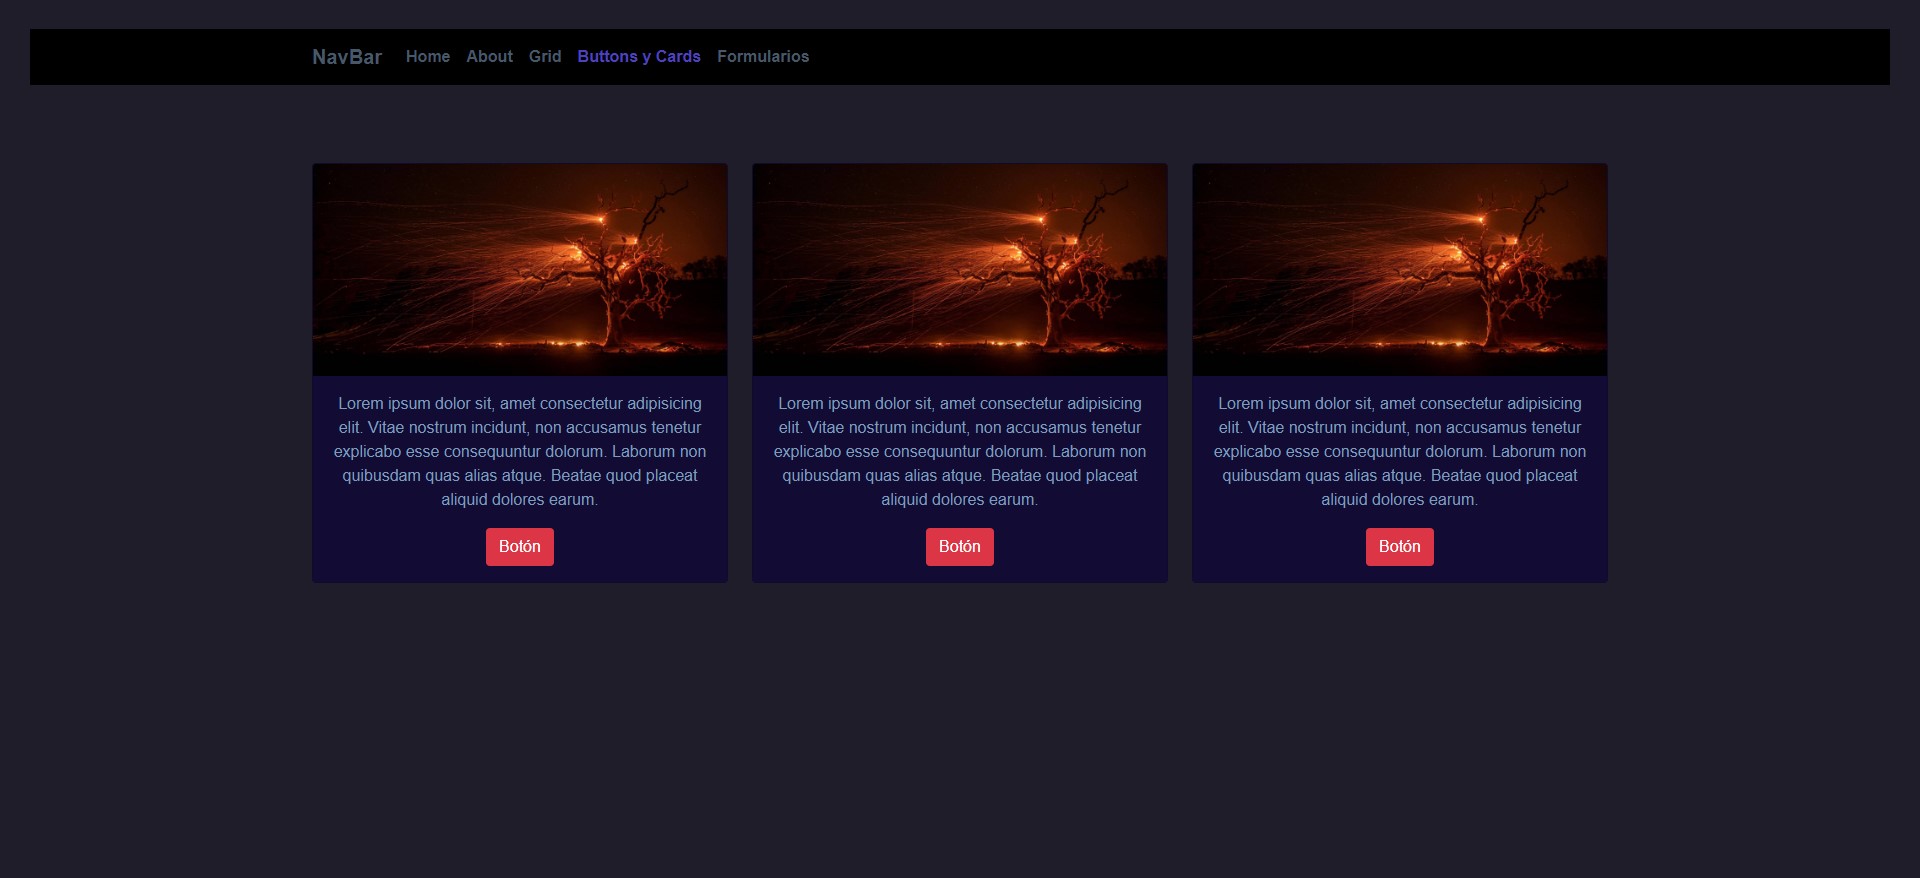 NavBar Home About Grid Buttons y Cards Formularios
Lorem ipsum dolor sit, amet consectetur adipisicing
elit. Vitae nostrum incidunt, non accusamus tenetur
explicabo esse consequuntur dolorum. Laborum non
quibusdam quas alias atque. Beatae quod placeat
aliquid dolores earum.
Botón
Lorem ipsum dolor sit, amet consectetur adipisicing
elit. Vitae nostrum incidunt, non accusamus tenetur
explicabo esse consequuntur dolorum. Laborum non
quibusdam quas alias atque. Beatae quod placeat
aliquid dolores earum.
Botón
Lorem ipsum dolor sit, amet consectetur adipisicing
elit. Vitae nostrum incidunt, non accusamus tenetur
explicabo esse consequuntur dolorum. Laborum non
quibusdam quas alias atque. Beatae quod placeat
aliquid dolores earum.
Botón